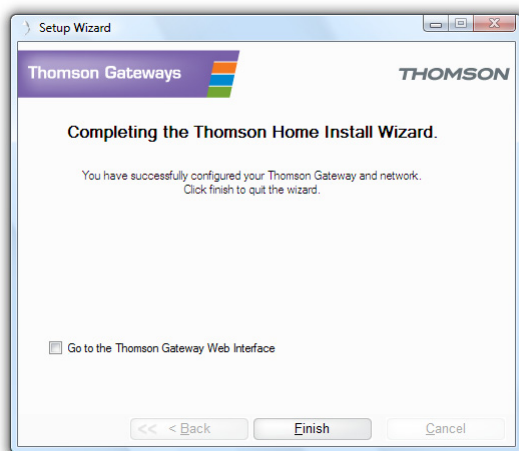 Setup Wizard
Thomson Gateways
THOMSON
Completing the Thomson Home Install Wizard.
You have successfully configured your Thomson Gateway and network.
Click finish to quit the wizard.
Go to the Thomson Gateway Web Interface
<< < Back
Finish
Cancel